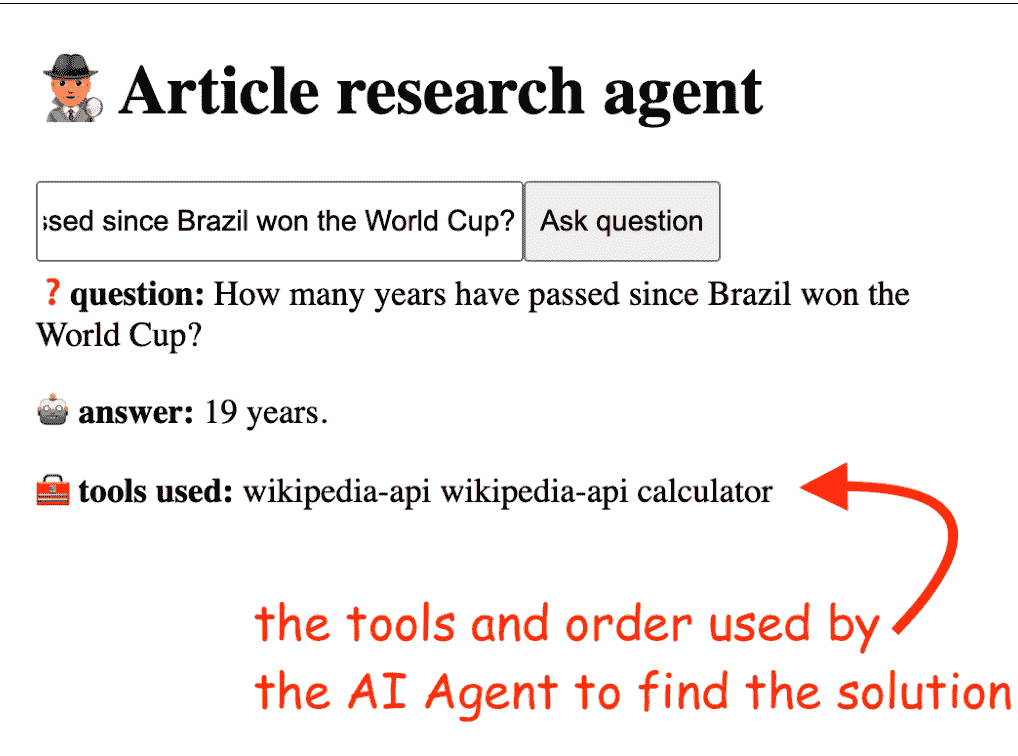 Article research agent
ssed since Brazil won the World Cup? Ask question
❓question: How many years have passed since Brazil won the
World Cup?
answer: 19 years.
tools used: wikipedia-api wikipedia-api calculator
the tools and order used by
the AI Agent to find the solution